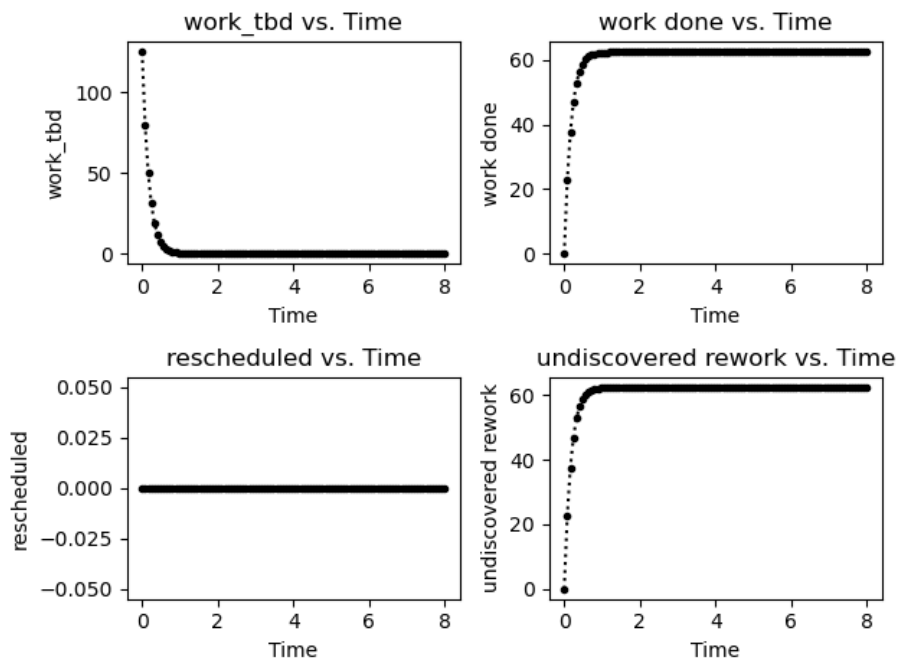 work_tbd vs. Time
work_tbd
100
50
0
0 2 4 6 8
Time
work done vs. Time
work done
60
40
20
0
0 2 4 6 8
Time
rescheduled vs. Time
rescheduled
0.050
0.025
0.000
−0.025
−0.050
0 2 4 6 8
Time
undiscovered rework vs. Time
undiscovered rework
60
40
20
0
0 2 4 6 8
Time